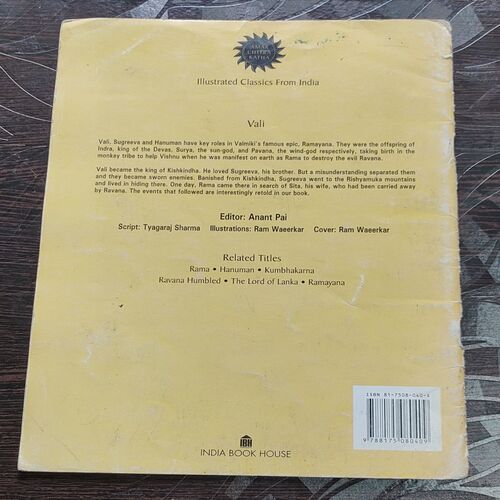 AMAR
CHITRA
KATHA
Illustrated Classics From India
Vali
Vali, Sugreeva and Hanuman have key roles in Valmiki's famous epic, Ramayana. They were the offspring of
Indra, king of the Devas, Surya, the sun-god, and Pavana, the wind-god respectively, taking birth in the
monkey tribe to help Vishnu when he was manifest on earth as Rama to destroy the evil Ravana.
Vali became the king of Kishkindha. He loved Sugreeva, his brother. But a misunderstanding separated them
and they became sworn enemies. Banished from Kishkindha, Sugreeva went to the Rishyamuka mountains
and lived in hiding there. One day, Rama came there in search of Sita, his wife, who had been carried away
by Ravana. The events that followed are interestingly retold in our book.
Editor: Anant Pai
Script: Tyagaraj Sharma Illustrations: Ram Waeerkar Cover: Ram Waeerkar
Related Titles
Rama • Hanuman • Kumbhakarna
Ravana Humbled • The Lord of Lanka • Ramayana
ISBN 81-7508-040-4
9 788175 080409
IBH
INDIA BOOK HOUSE